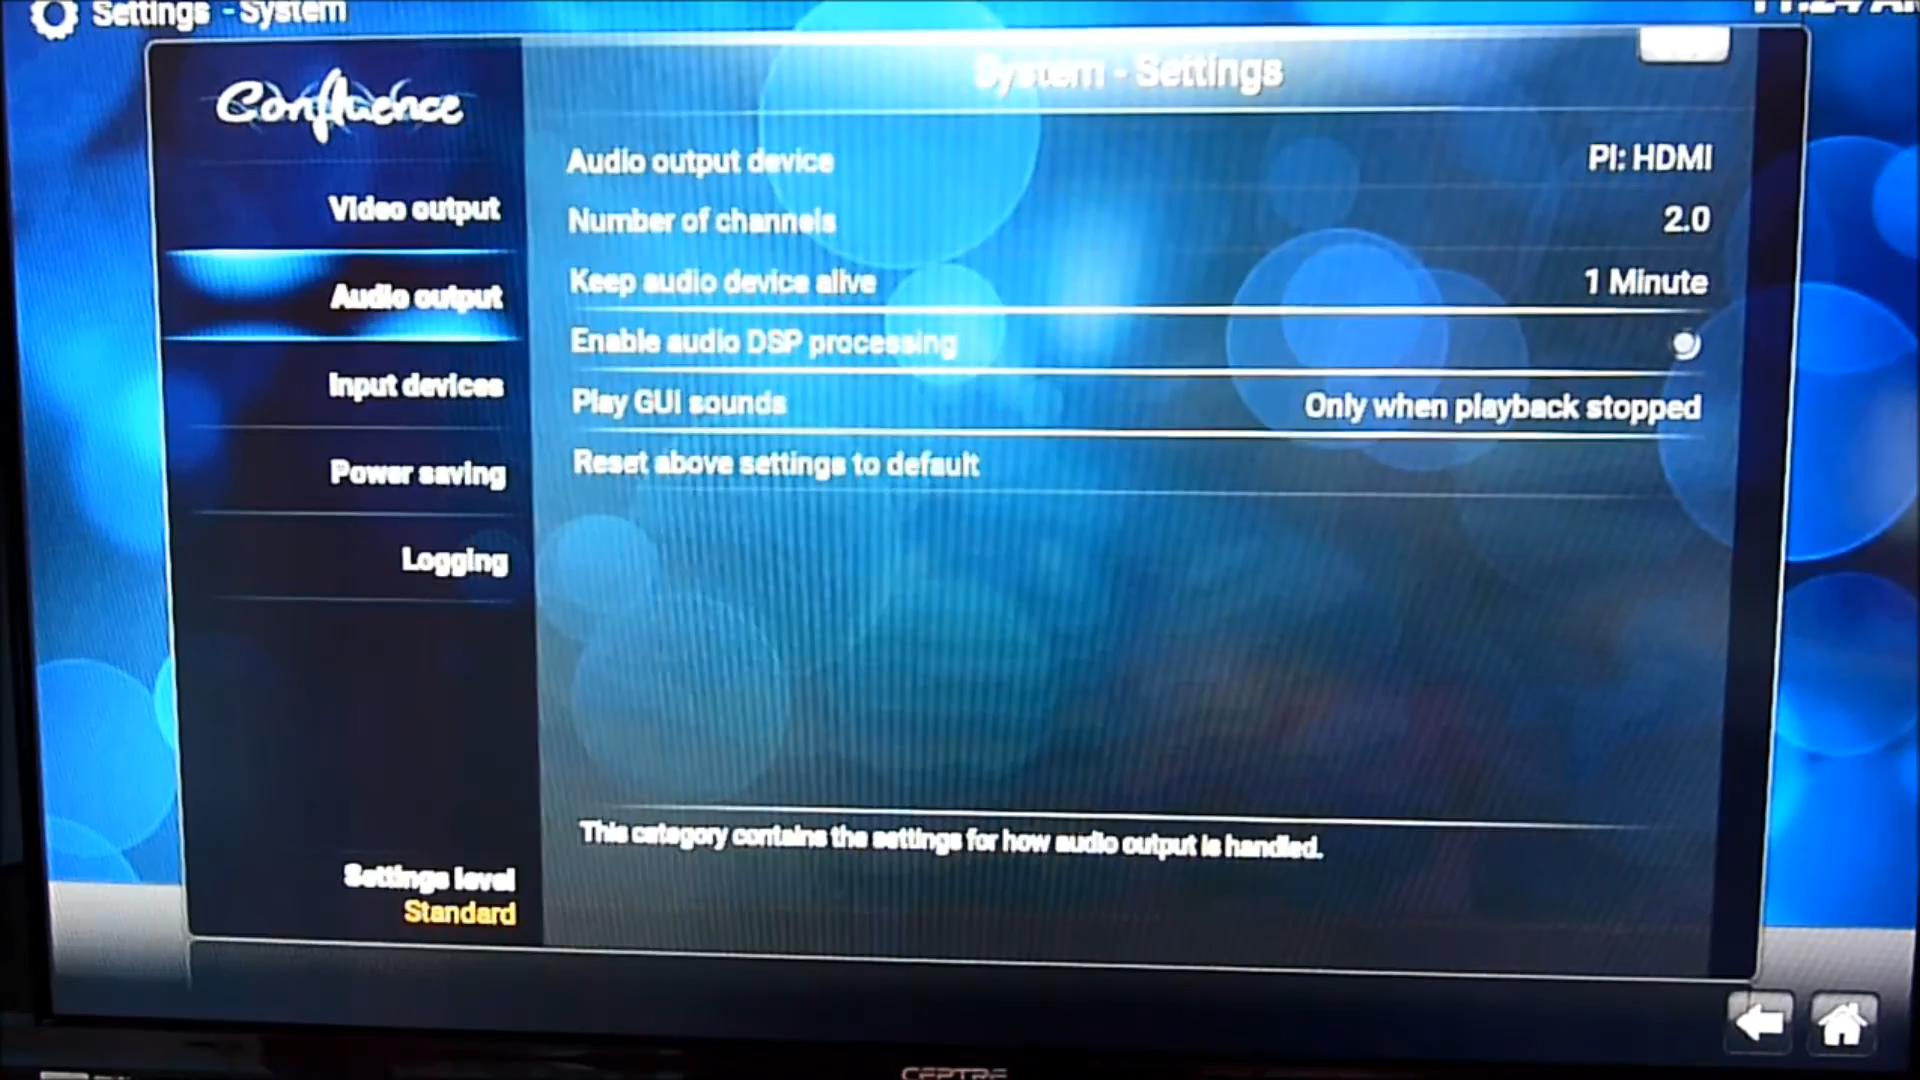 Settings - System
Confluence
System - Settings
Video output
Audio output
Input devices
Power saving
Logging
Settings level
Standard
Audio output device
PI: HDMI
Number of channels
2.0
Keep audio device alive
1 Minute
Enable audio DSP processing
Play GUI sounds
Only when playback stopped
Reset above settings to default
This category contains the settings for how audio output is handled.
CEPTRE